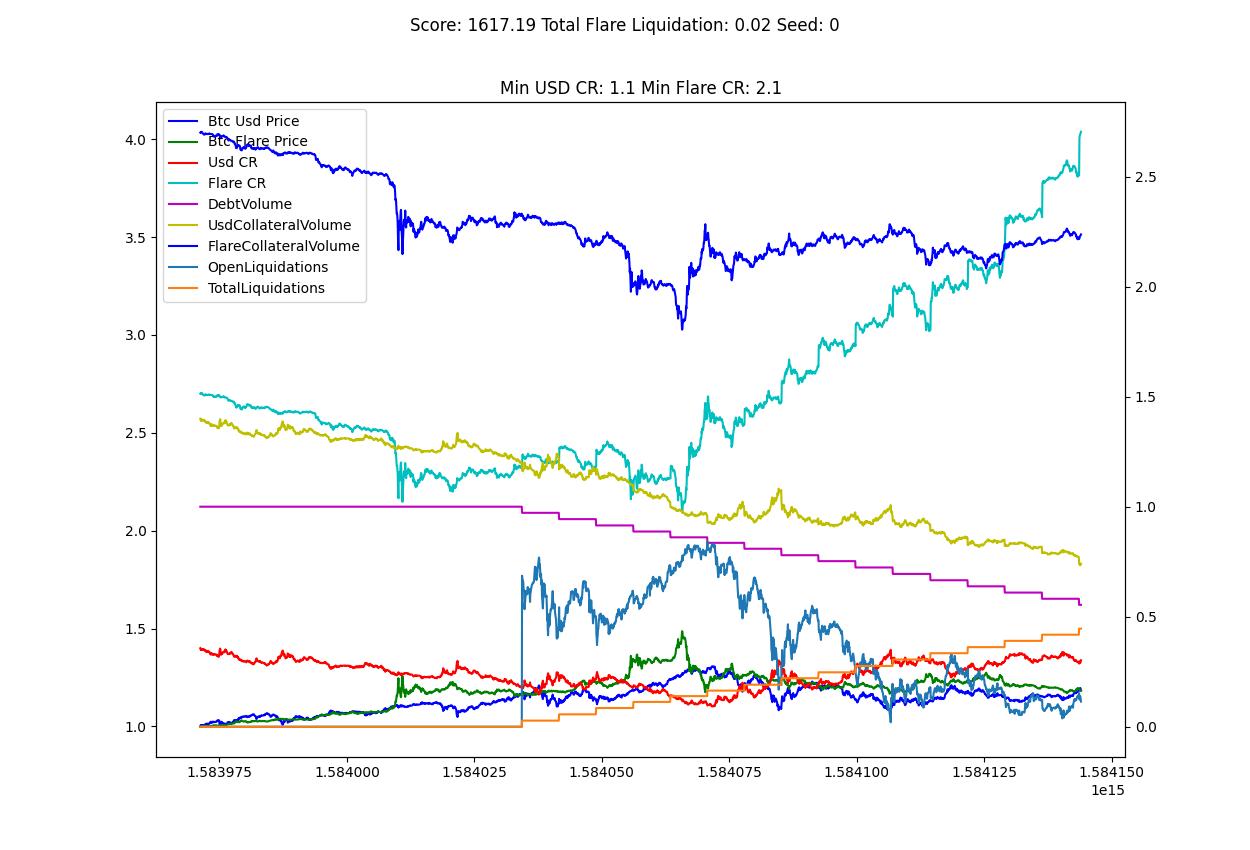 Score: 1617.19 Total Flare Liquidation: 0.02 Seed: 0
Min USD CR: 1.1 Min Flare CR: 2.1
Btc Usd Price
Btc Flare Price
Usd CR
Flare CR
DebtVolume
UsdCollateralVolume
FlareCollateralVolume
OpenLiquidations
TotalLiquidations
4.0
3.5
3.0
2.5
2.0
1.5
1.0
2.5
2.0
1.5
1.0
0.5
0.0
1.583975 1.584000 1.584025 1.584050 1.584075 1.584100 1.584125 1.584150
1e15